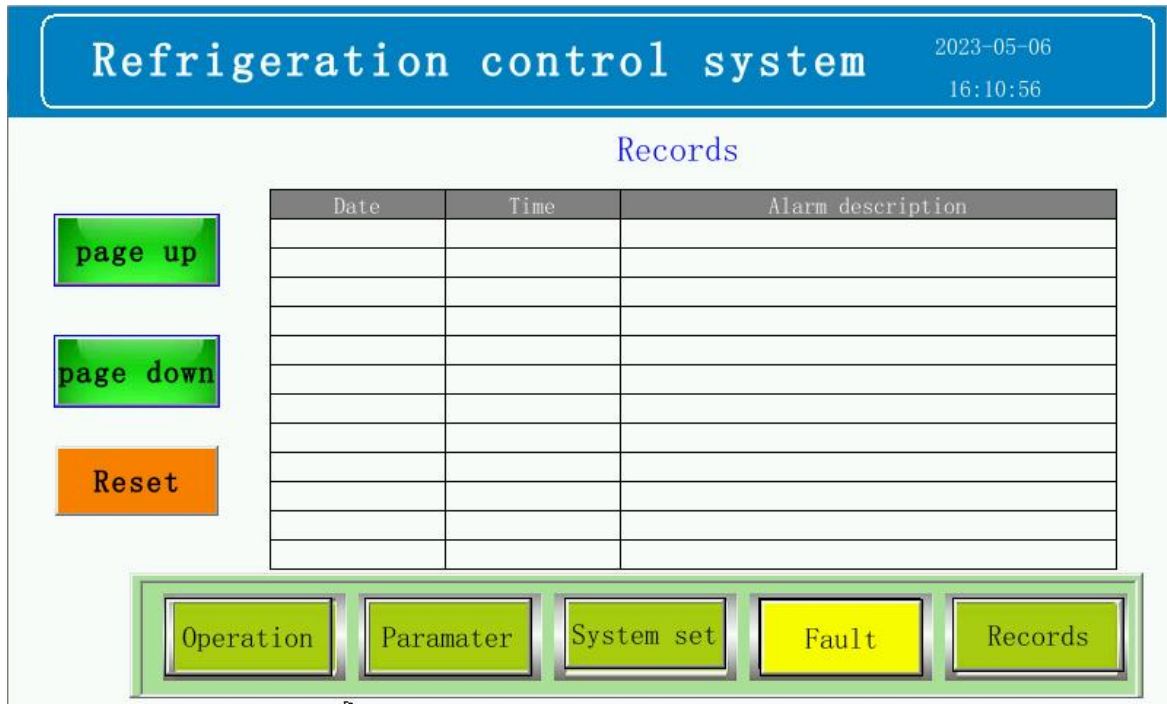 Refrigeration control system
2023-05-06
16:10:56
Records
Date Time Alarm description
page up
page down
Reset
Operation Paramater System set Fault Records